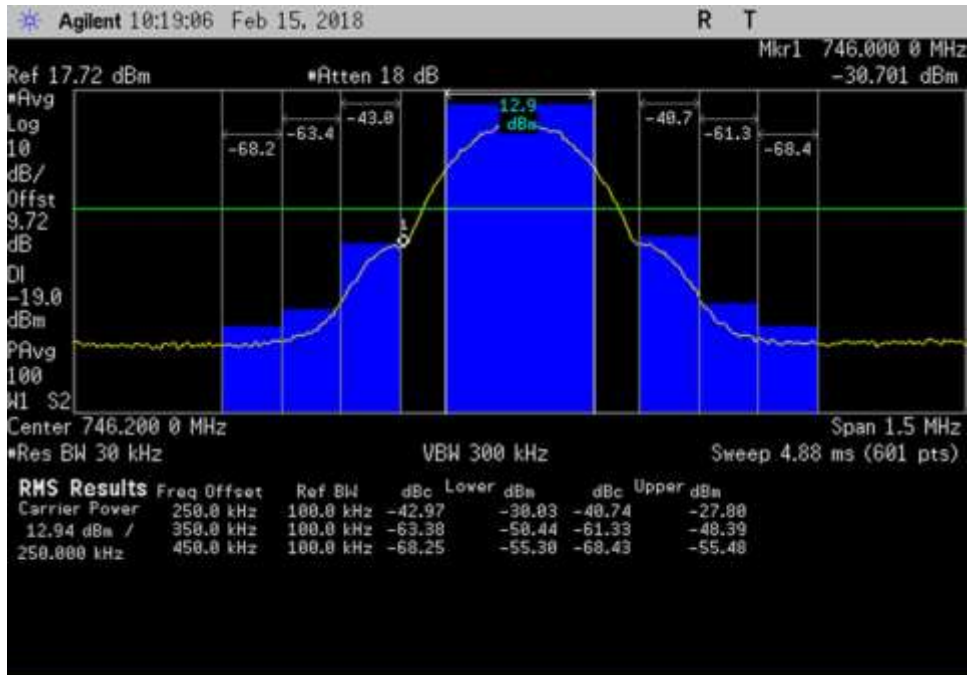 Agilent 10:19:06 Feb 15, 2018 R T
Mkr1 746.000 0 MHz
Ref 17.72 dBm *Atten 18 dB -30.701 dBm
*Avg
Log
10
dB/
Offst
9.72
dB
DI
-19.0
dBm
PAvg
100
W1 S2
-68.2 -63.4 -43.0 12.9 dBm -40.7 -61.3 -68.4
1
Center 746.200 0 MHz Span 1.5 MHz
*Res BW 30 kHz VBW 300 kHz Sweep 4.88 ms (601 pts)
RMS Results Freq Offset Ref BW dBc Lower dBm dBc Upper dBm
Carrier Power 250.0 kHz 100.0 kHz -42.97 -30.03 -40.74 -27.80
12.94 dBm / 350.0 kHz 100.0 kHz -63.38 -50.44 -61.33 -48.39
250.000 kHz 450.0 kHz 100.0 kHz -68.25 -55.30 -68.43 -55.48